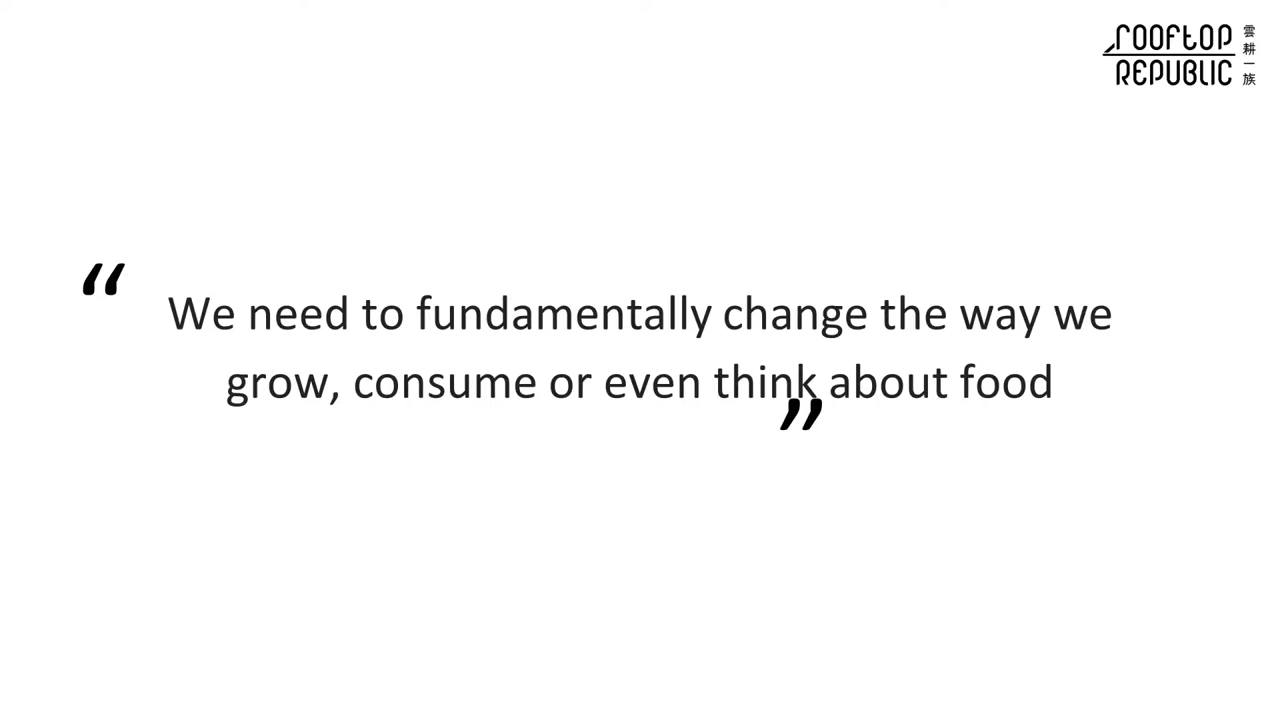 rooftop
REPUBLIC
雲耕一族
“ We need to fundamentally change the way we
grow, consume or even think about food ”